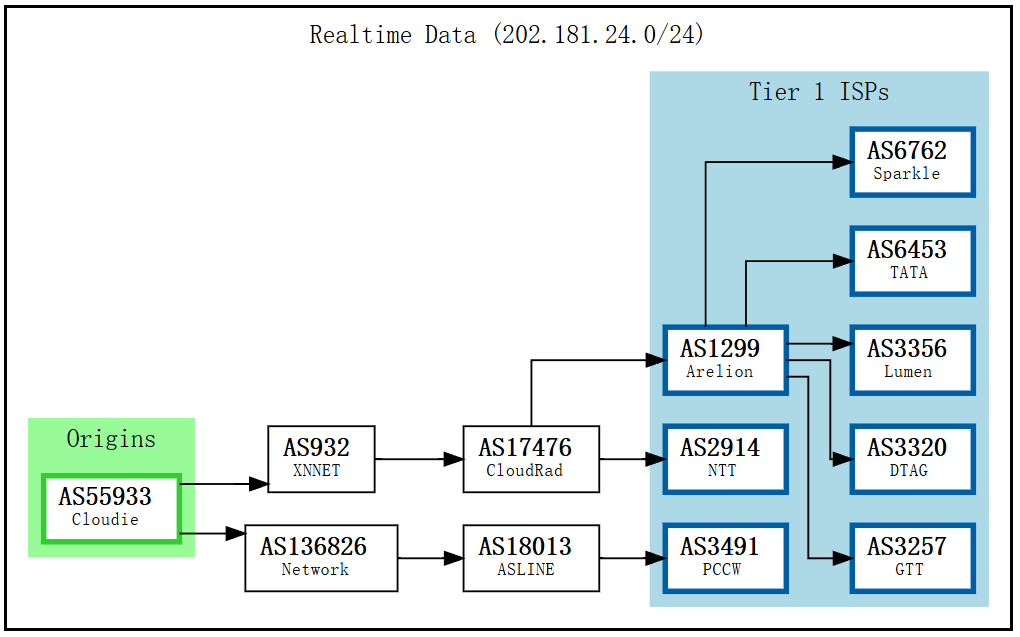 Realtime Data (202.181.24.0/24)
Tier 1 ISPs
AS6762
Sparkle
AS6453
TATA
AS1299
Arelion
AS3356
Lumen
Origins
AS55933
Cloudie
AS932
XNNET
AS17476
CloudRad
AS2914
NTT
AS3320
DTAG
AS136826
Network
AS18013
ASLINE
AS3491
PCCW
AS3257
GTT